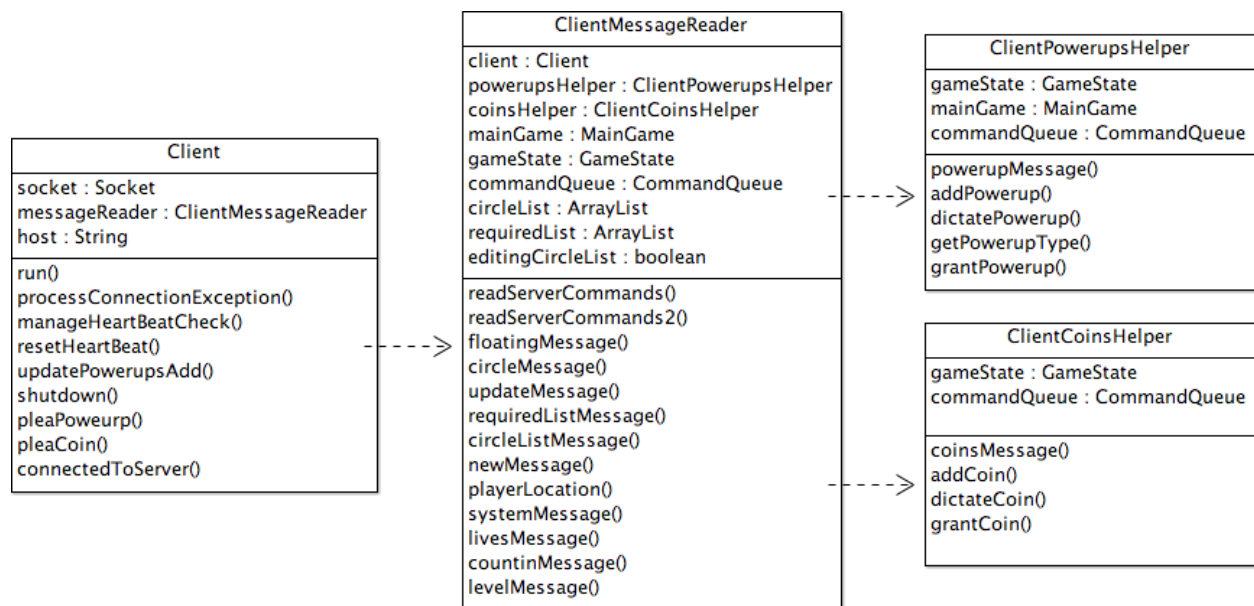 Client
socket : Socket
messageReader : ClientMessageReader
host : String
run()
processConnectionException()
manageHeartBeatCheck()
resetHeartBeat()
updatePowerupsAdd()
shutdown()
pleaPoweurp()
pleaCoin()
connectedToServer()
ClientMessageReader
client : Client
powerupsHelper : ClientPowerupsHelper
coinsHelper : ClientCoinsHelper
mainGame : MainGame
gameState : GameState
commandQueue : CommandQueue
circleList : ArrayList
requiredList : ArrayList
editingCircleList : boolean
readServerCommands()
readServerCommands2()
floatingMessage()
circleMessage()
updateMessage()
requiredListMessage()
circleListMessage()
newMessage()
playerLocation()
systemMessage()
livesMessage()
countinMessage()
levelMessage()
ClientPowerupsHelper
gameState : GameState
mainGame : MainGame
commandQueue : CommandQueue
powerupMessage()
addPowerup()
dictatePowerup()
getPowerupType()
grantPowerup()
ClientCoinsHelper
gameState : GameState
commandQueue : CommandQueue
coinsMessage()
addCoin()
dictateCoin()
grantCoin()